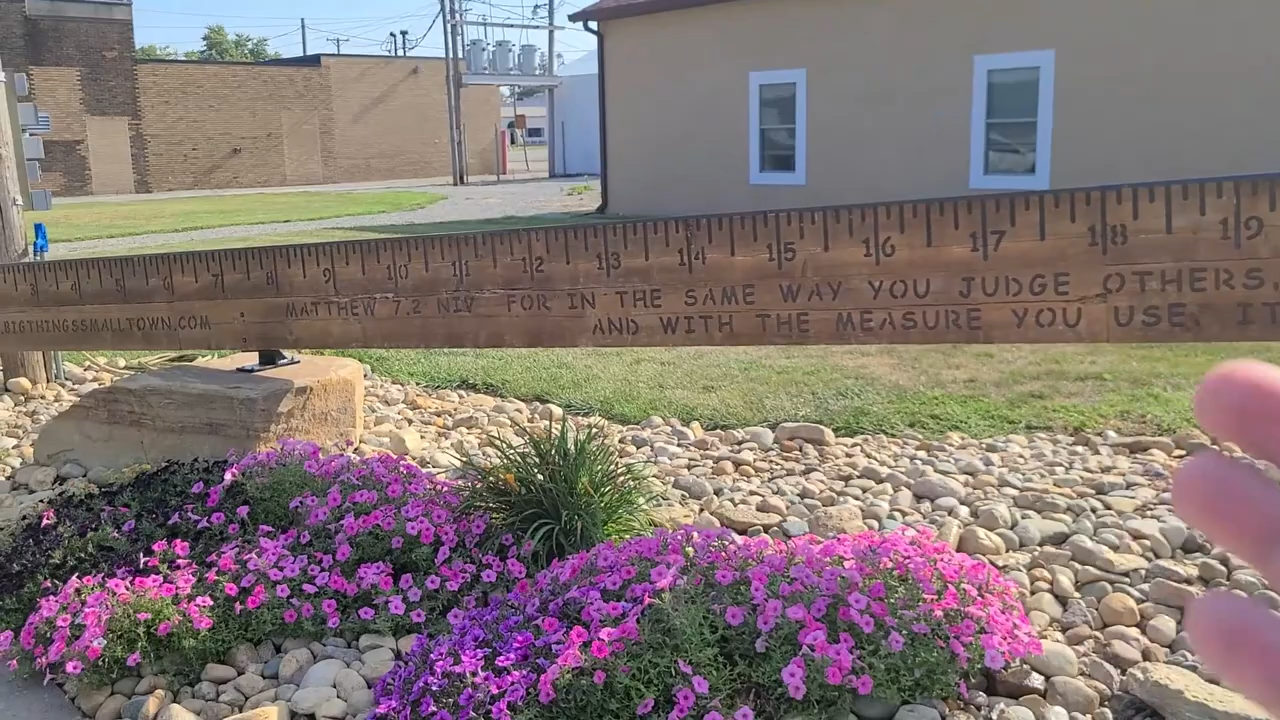 3 4 5 6 7 8 9 10 11 12 13 14 15 16 17 18 19
MATTHEW 7.2 NIV FOR IN THE SAME WAY YOU JUDGE OTHERS,
.BIGTHINGSSMALLTOWN.COM AND WITH THE MEASURE YOU USE, IT